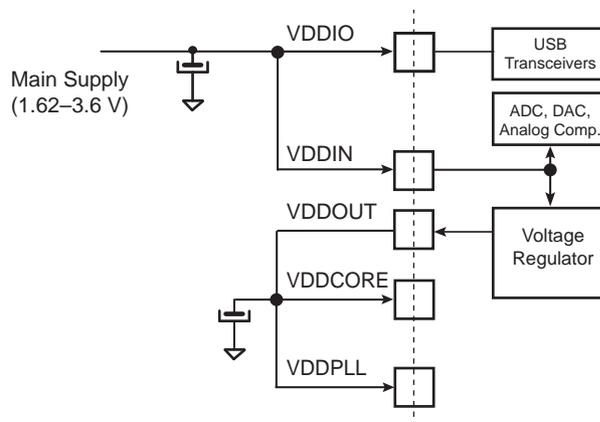 VDDIO
USB
Transceivers
Main Supply
(1.62–3.6 V)
ADC, DAC,
Analog Comp.
VDDIN
VDDOUT
Voltage
Regulator
VDDCORE
VDDPLL